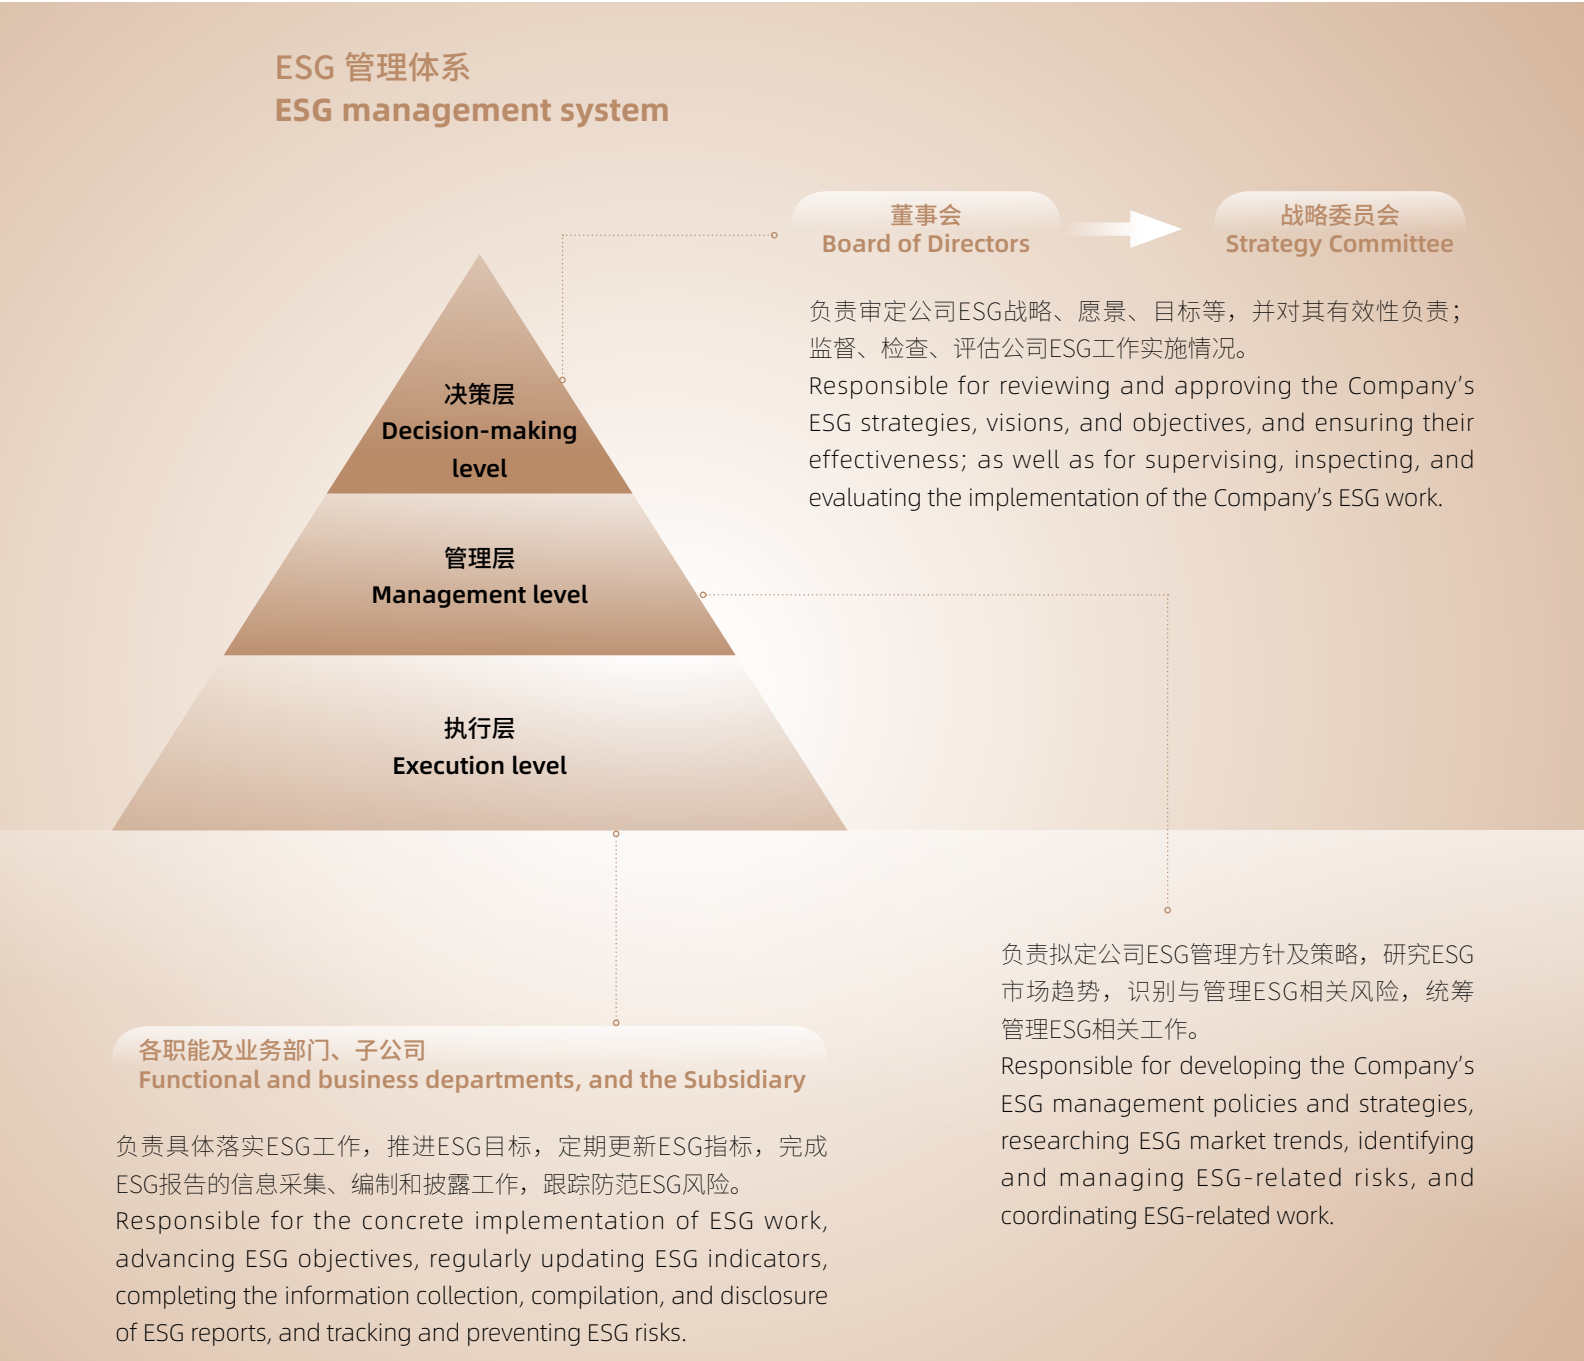 ESG 管理体系
ESG management system
董事会
Board of Directors
战略委员会
Strategy Committee
负责审定公司ESG战略、愿景、目标等，并对其有效性负责；
监督、检查、评估公司ESG工作实施情况。
Responsible for reviewing and approving the Company’s
ESG strategies, visions, and objectives, and ensuring their
effectiveness; as well as for supervising, inspecting, and
evaluating the implementation of the Company’s ESG work.
决策层
Decision-making
level
管理层
Management level
执行层
Execution level
负责拟定公司ESG管理方针及策略，研究ESG
市场趋势，识别与管理ESG相关风险，统筹
管理ESG相关工作。
Responsible for developing the Company’s
ESG management policies and strategies,
researching ESG market trends, identifying
and managing ESG-related risks, and
coordinating ESG-related work.
各职能及业务部门、子公司
Functional and business departments, and the Subsidiary
负责具体落实ESG工作，推进ESG目标，定期更新ESG指标，完成
ESG报告的信息采集、编制和披露工作，跟踪防范ESG风险。
Responsible for the concrete implementation of ESG work,
advancing ESG objectives, regularly updating ESG indicators,
completing the information collection, compilation, and disclosure
of ESG reports, and tracking and preventing ESG risks.